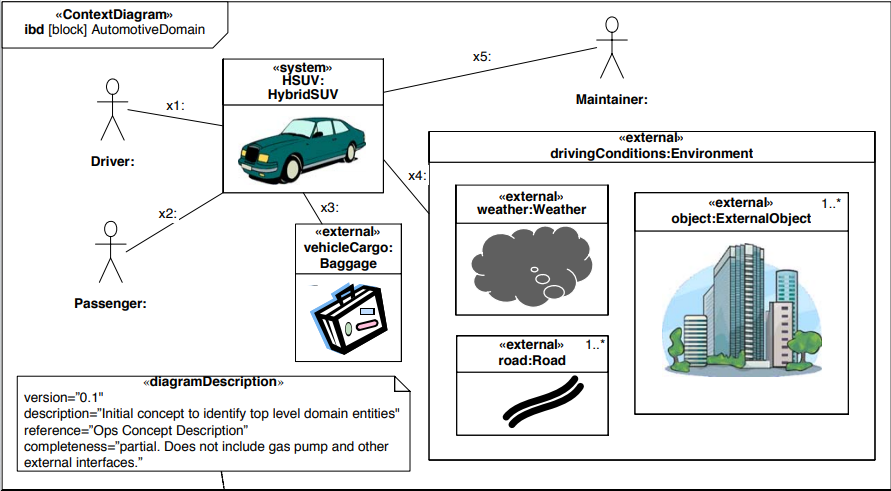 «ContextDiagram»
ibd [block] AutomotiveDomain
x5:
Maintainer:
«system»
HSUV:
HybridSUV
x1:
Driver:
x4:
x2:
x3:
Passenger:
«external»
vehicleCargo:
Baggage
«external»
drivingConditions:Environment
«external»
weather:Weather
«external» 1..*
object:ExternalObject
«external» 1..*
road:Road
«diagramDescription»
version=”0.1"
description=”Initial concept to identify top level domain entities"
reference=”Ops Concept Description”
completeness=”partial. Does not include gas pump and other
external interfaces.”